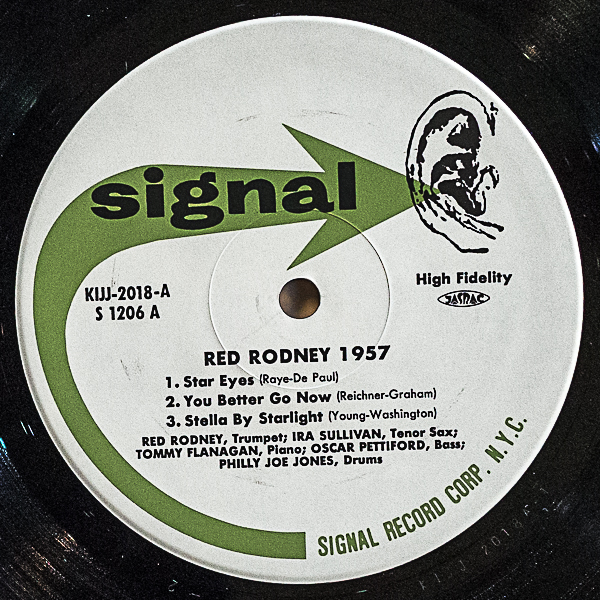 signal
High Fidelity
JASRAC
KIJJ-2018-A
S 1206 A
RED RODNEY 1957
1. Star Eyes (Raye-De Paul)
2. You Better Go Now (Reichner-Graham)
3. Stella By Starlight (Young-Washington)
RED RODNEY, Trumpet; IRA SULLIVAN, Tenor Sax;
TOMMY FLANAGAN, Piano; OSCAR PETTIFORD, Bass;
PHILLY JOE JONES, Drums
SIGNAL RECORD CORP. N.Y.C.